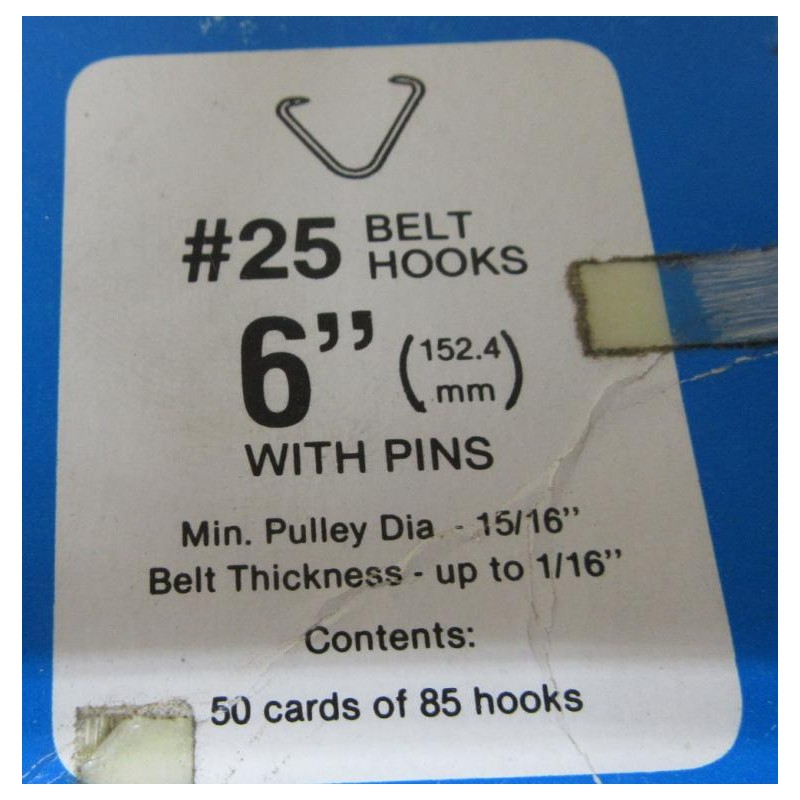 #25 BELT HOOKS
6” (152.4 mm)
WITH PINS
Min. Pulley Dia - 15/16”
Belt Thickness - up to 1/16”
Contents:
50 cards of 85 hooks